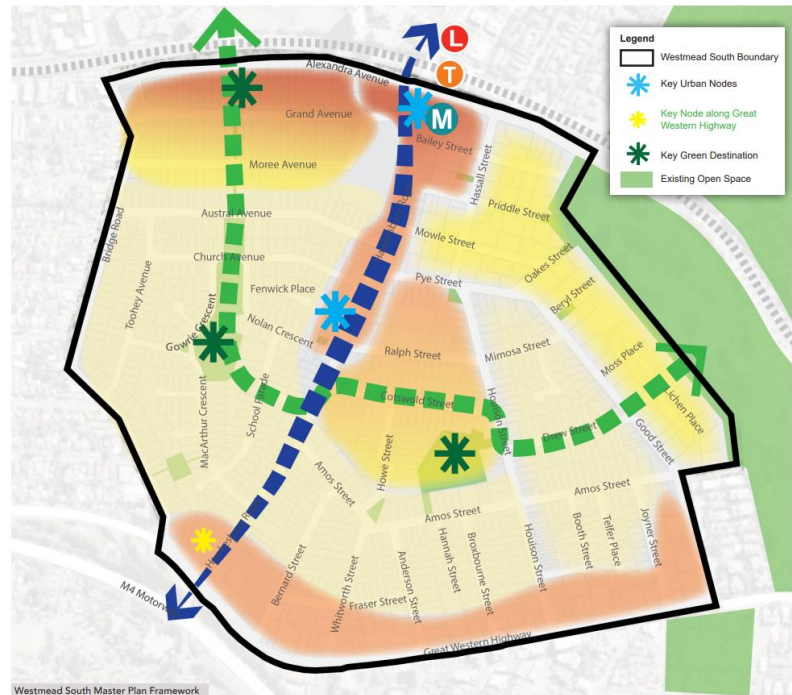 L
T
M
Legend
Westmead South Boundary
Key Urban Nodes
Key Node along Great
Western Highway
Key Green Destination
Existing Open Space
Alexandra Avenue
Grand Avenue
Bailey Street
Hassall Street
Moree Avenue
Priddle Street
Austral Avenue
Bridge Road
Mowle Street
Church Avenue
Oakes Street
Pye Street
Toohey Avenue
Fenwick Place
Beryl Street
Gowrie Crescent
Nolan Crescent
Ralph Street
Mimosa Street
Moss Place
School Parade
Cotswold Street
Houison Street
Lichen Place
MacArthur Crescent
Drew Street
Good Street
Howe Street
Amos Street
Amos Street
Amos Street
Bernard Street
Whitworth Street
Anderson Street
Hannah Street
Broxbourne Street
Houison Street
Booth Street
Telfer Place
Joyner Street
Fraser Street
M4
Great Western Highway
Westmead South Master Plan Framework